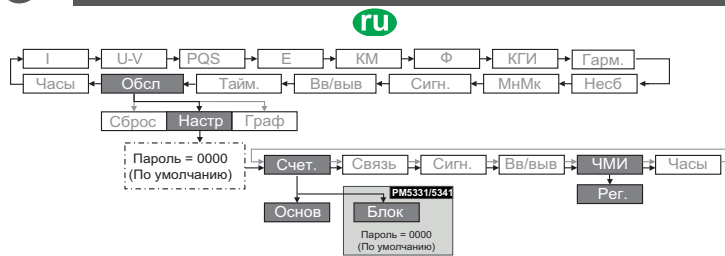 ru
I U-V PQS E КМ Ф КГИ Гарм.
Часы Обсл Тайм. Вв/выв Сигн. МнМк Несб
Сброс Настр Граф
Пароль = 0000
(По умолчанию)
Счет. Связь Сигн. Вв/выв ЧМИ Часы
PM5331/5341
Основ Блок Рег.
Пароль = 0000
(По умолчанию)